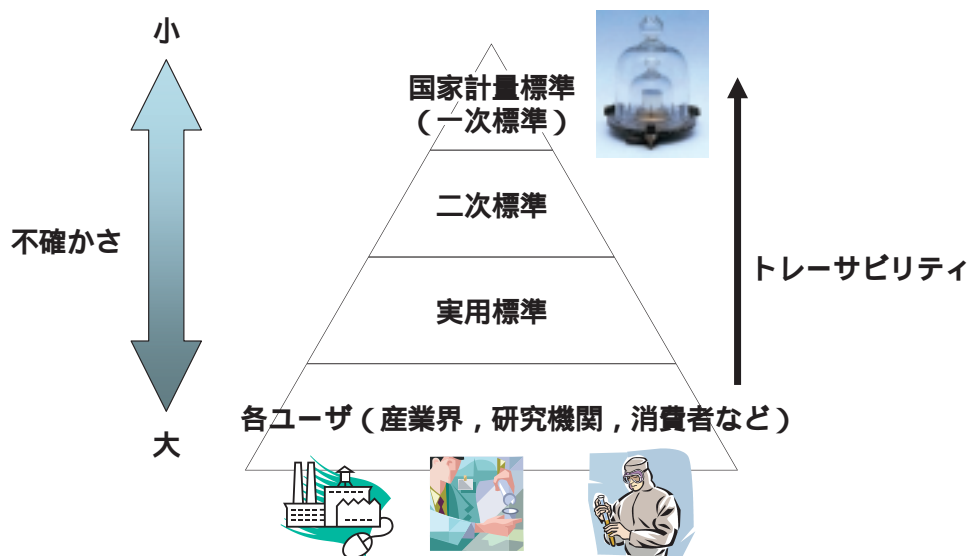 小
国家計量標準
（一次標準）
二次標準
不確かさ
トレーサビリティ
実用標準
各ユーザ（産業界，研究機関，消費者など）
大